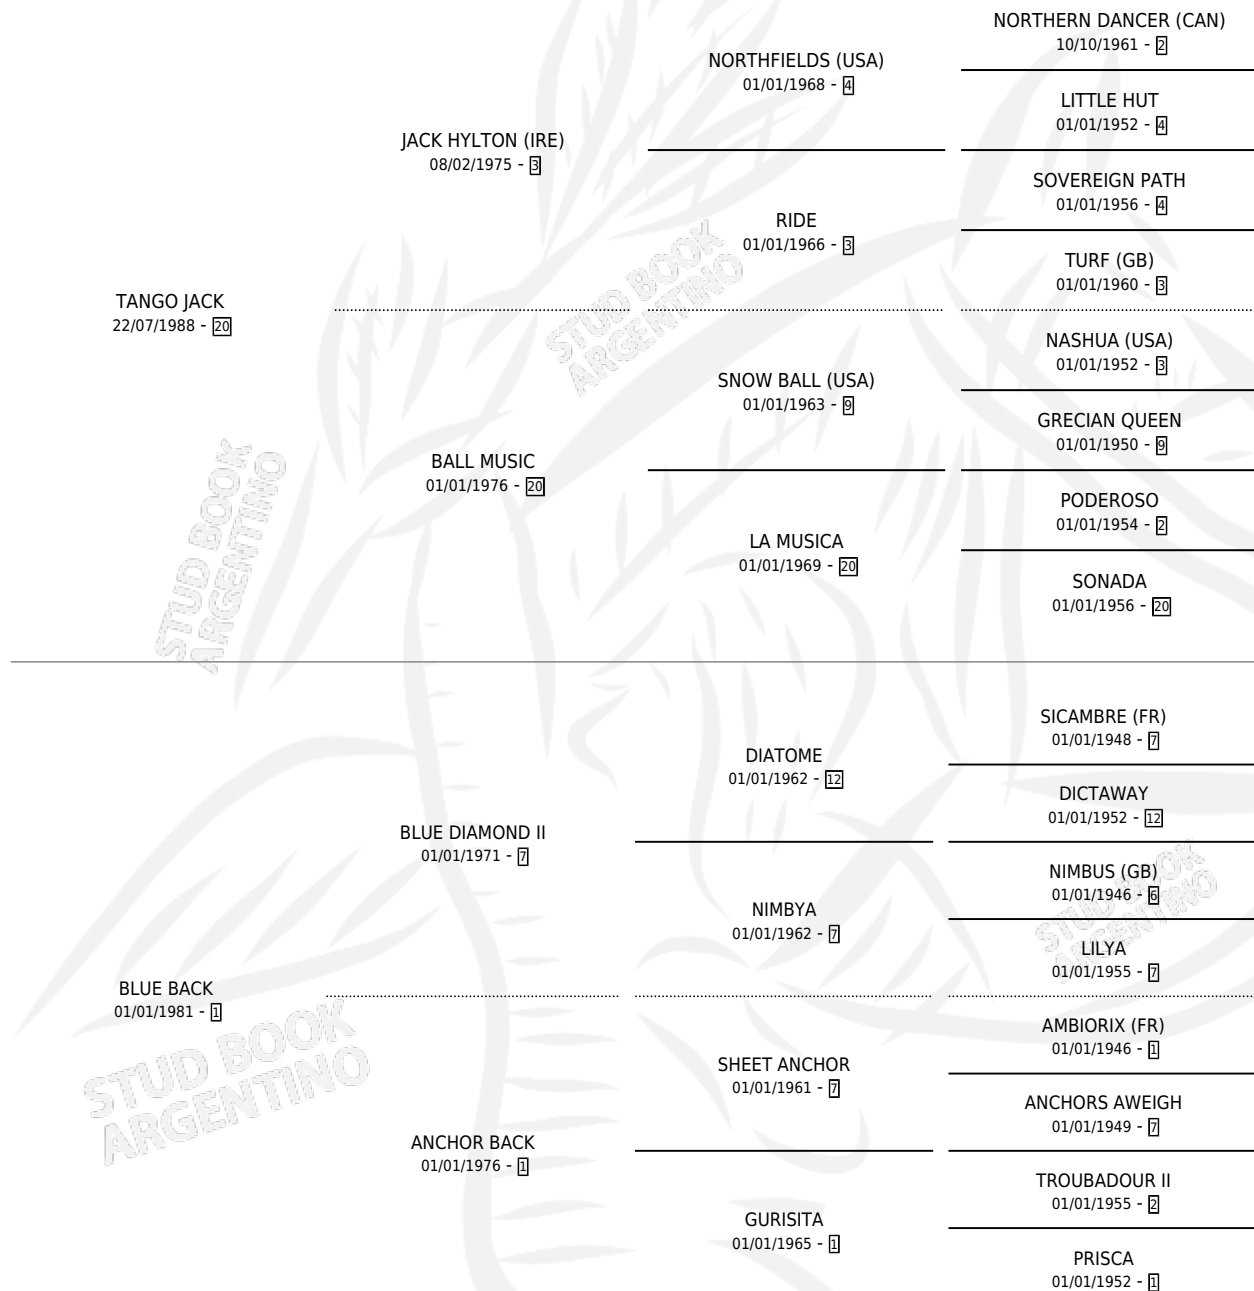 NORTHERN DANCER (CAN)
10/10/1961 - 2
NORTHFIELDS (USA)
01/01/1968 - 4
LITTLE HUT
01/01/1952 - 4
JACK HYLTON (IRE)
08/02/1975 - 3
SOVEREIGN PATH
01/01/1956 - 4
RIDE
01/01/1966 - 3
TURF (GB)
01/01/1960 - 3
TANGO JACK
22/07/1988 - 20
STUD BOOK
ARGENTINO
NASHUA (USA)
01/01/1952 - 3
SNOW BALL (USA)
01/01/1963 - 9
GRECIAN QUEEN
01/01/1950 - 9
BALL MUSIC
01/01/1976 - 20
PODEROSO
01/01/1954 - 2
LA MUSICA
01/01/1969 - 20
SONADA
01/01/1956 - 20
STUD BOOK
ARGENTINO
SICAMBRE (FR)
01/01/1948 - 7
DIATOME
01/01/1962 - 12
DICTAWAY
01/01/1952 - 12
BLUE DIAMOND II
01/01/1971 - 7
NIMBUS (GB)
01/01/1946 - 6
NIMBYA
01/01/1962 - 7
LILYA
01/01/1955 - 7
STUD BOOK
ARGENTINO
BLUE BACK
01/01/1981 - 1
AMBIORIX (FR)
01/01/1946 - 1
SHEET ANCHOR
01/01/1961 - 7
ANCHORS AWEIGH
01/01/1949 - 7
STUD BOOK
ARGENTINO
ANCHOR BACK
01/01/1976 - 1
TROUBADOUR II
01/01/1955 - 2
GURISITA
01/01/1965 - 1
PRISCA
01/01/1952 - 1